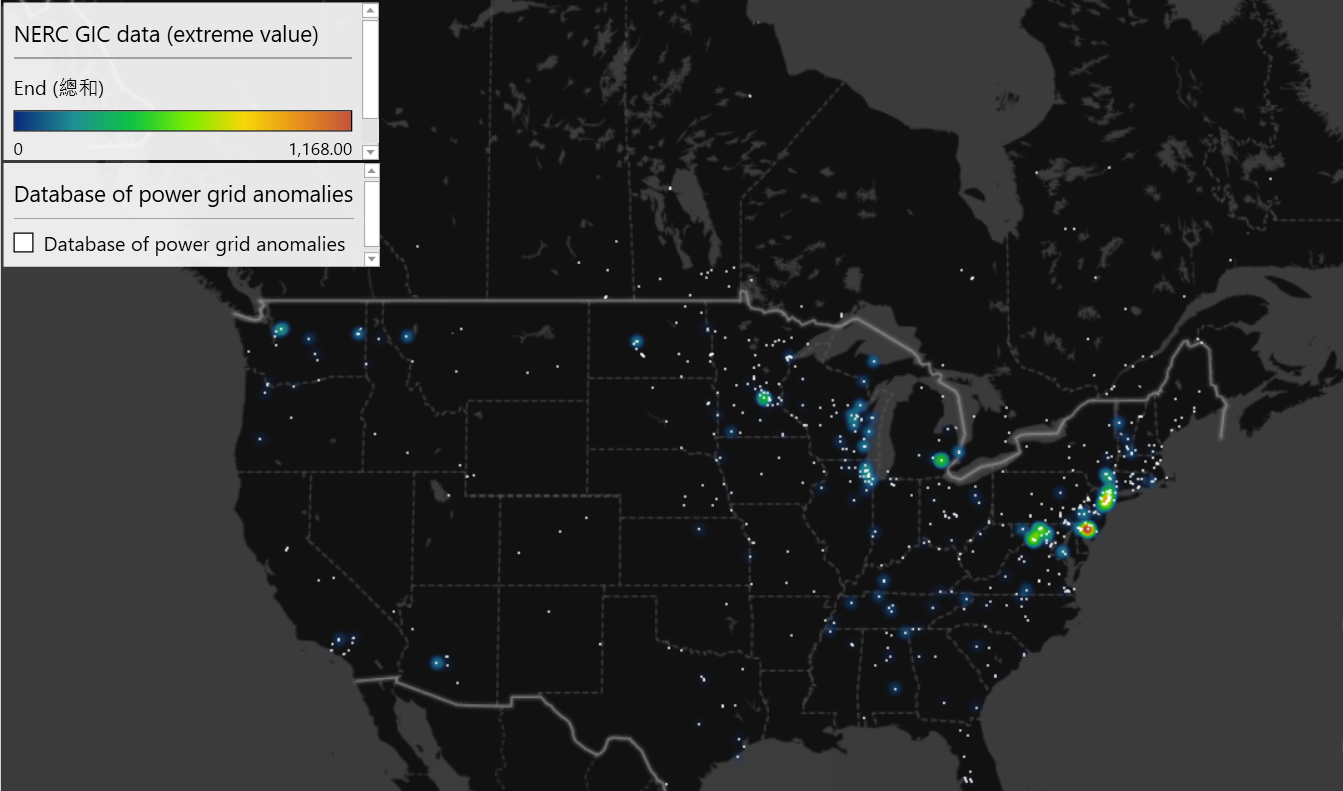 NERC GIC data (extreme value)
End (總和)
0 1,168.00
Database of power grid anomalies
Database of power grid anomalies